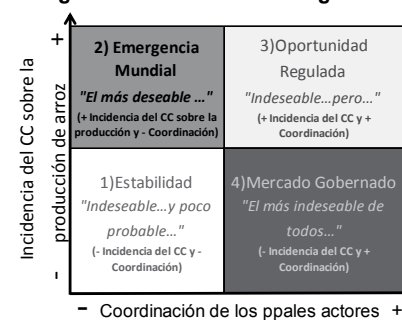 +
Incidencia del CC sobre la
producción de arroz
-
2) Emergencia
Mundial
"El más deseable ..."
(+ Incidencia del CC sobre la
producción y - Coordinación)
3)Oportunidad
Regulada
"Indeseable...pero..."
(+ Incidencia del CC y +
Coordinación)
1)Estabilidad
"Indeseable...y poco
probable..."
(- Incidencia del CC y -
Coordinación)
4)Mercado Gobernado
"El más indeseable de
todos..."
(- Incidencia del CC y +
Coordinación)
- Coordinación de los ppales actores +